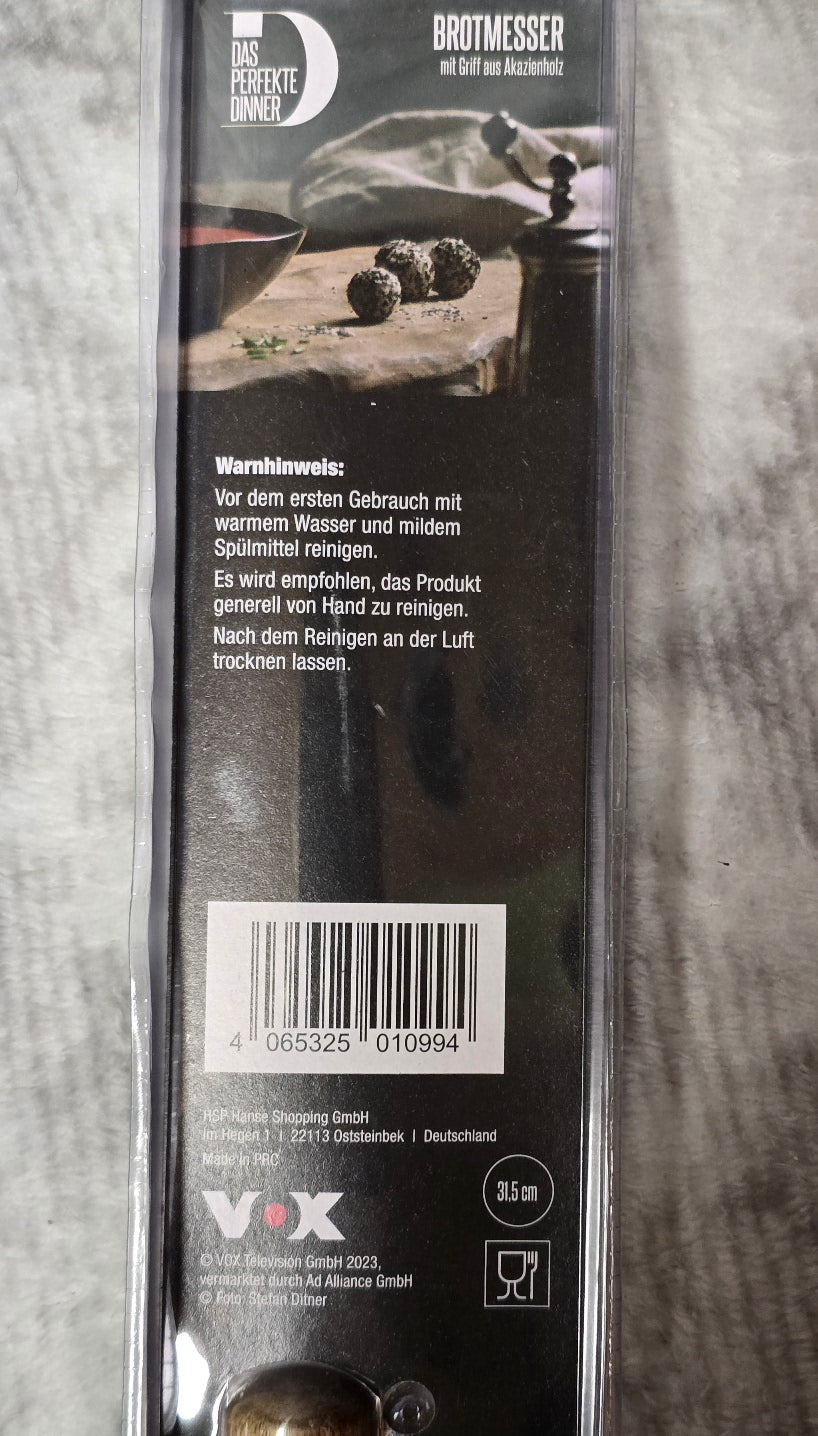 DAS
PERFEKTE
DINNER
BROTMESSER
mit Griff aus Akazienholz
Warnhinweis:
Vor dem ersten Gebrauch mit
warmem Wasser und mildem
Spülmittel reinigen.
Es wird empfohlen, das Produkt
generell von Hand zu reinigen.
Nach dem Reinigen an der Luft
trocknen lassen.
4 065325 010994
HSP Hanse Shopping GmbH
Im Hegen 1 | 22113 Oststeinbek | Deutschland
Made in PRC
31,5 cm
VOX
© VOX Television GmbH 2023,
vermarktet durch Ad Alliance GmbH
© Foto: Stefan Ditner